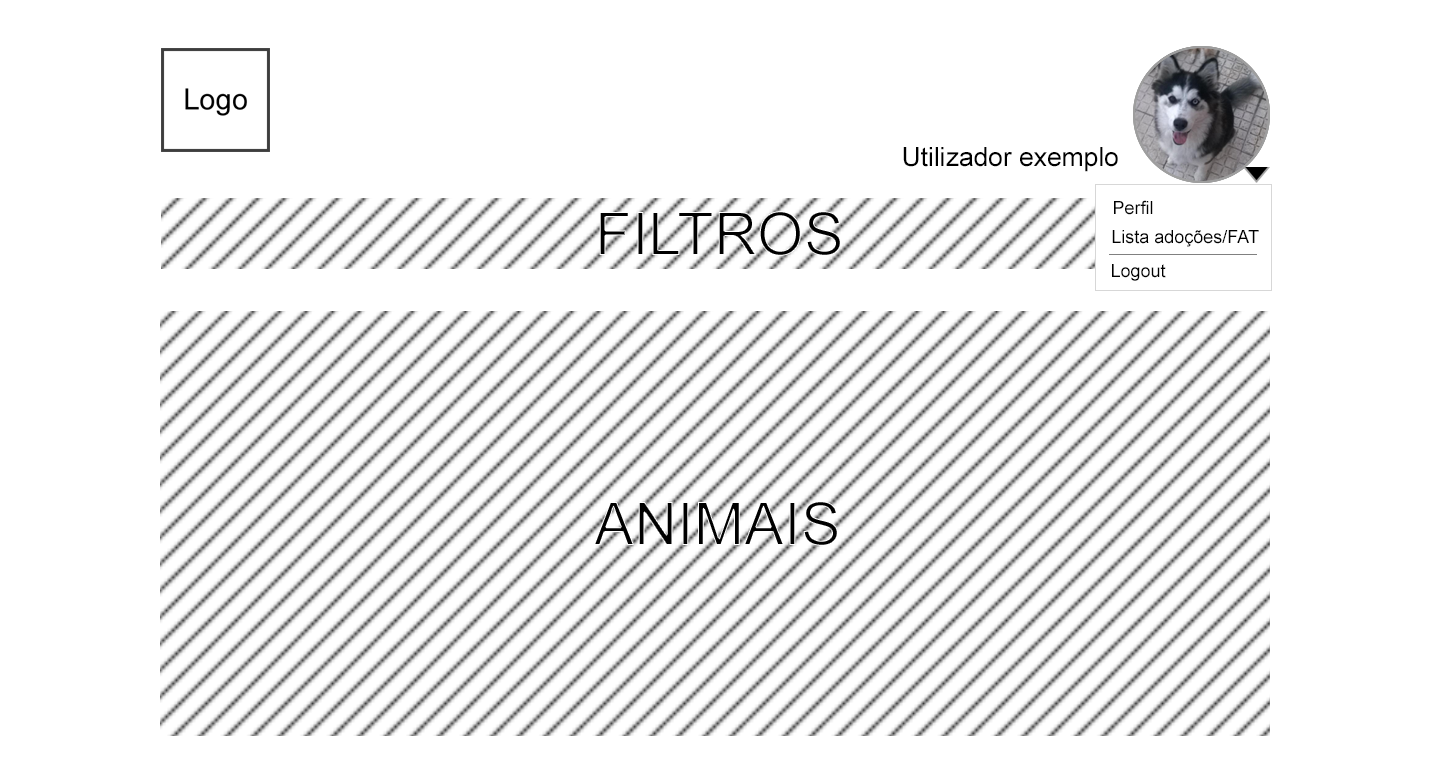 Logo
Utilizador exemplo
Perfil
Lista adoções/FAT
Logout
FILTROS
ANIMAIS